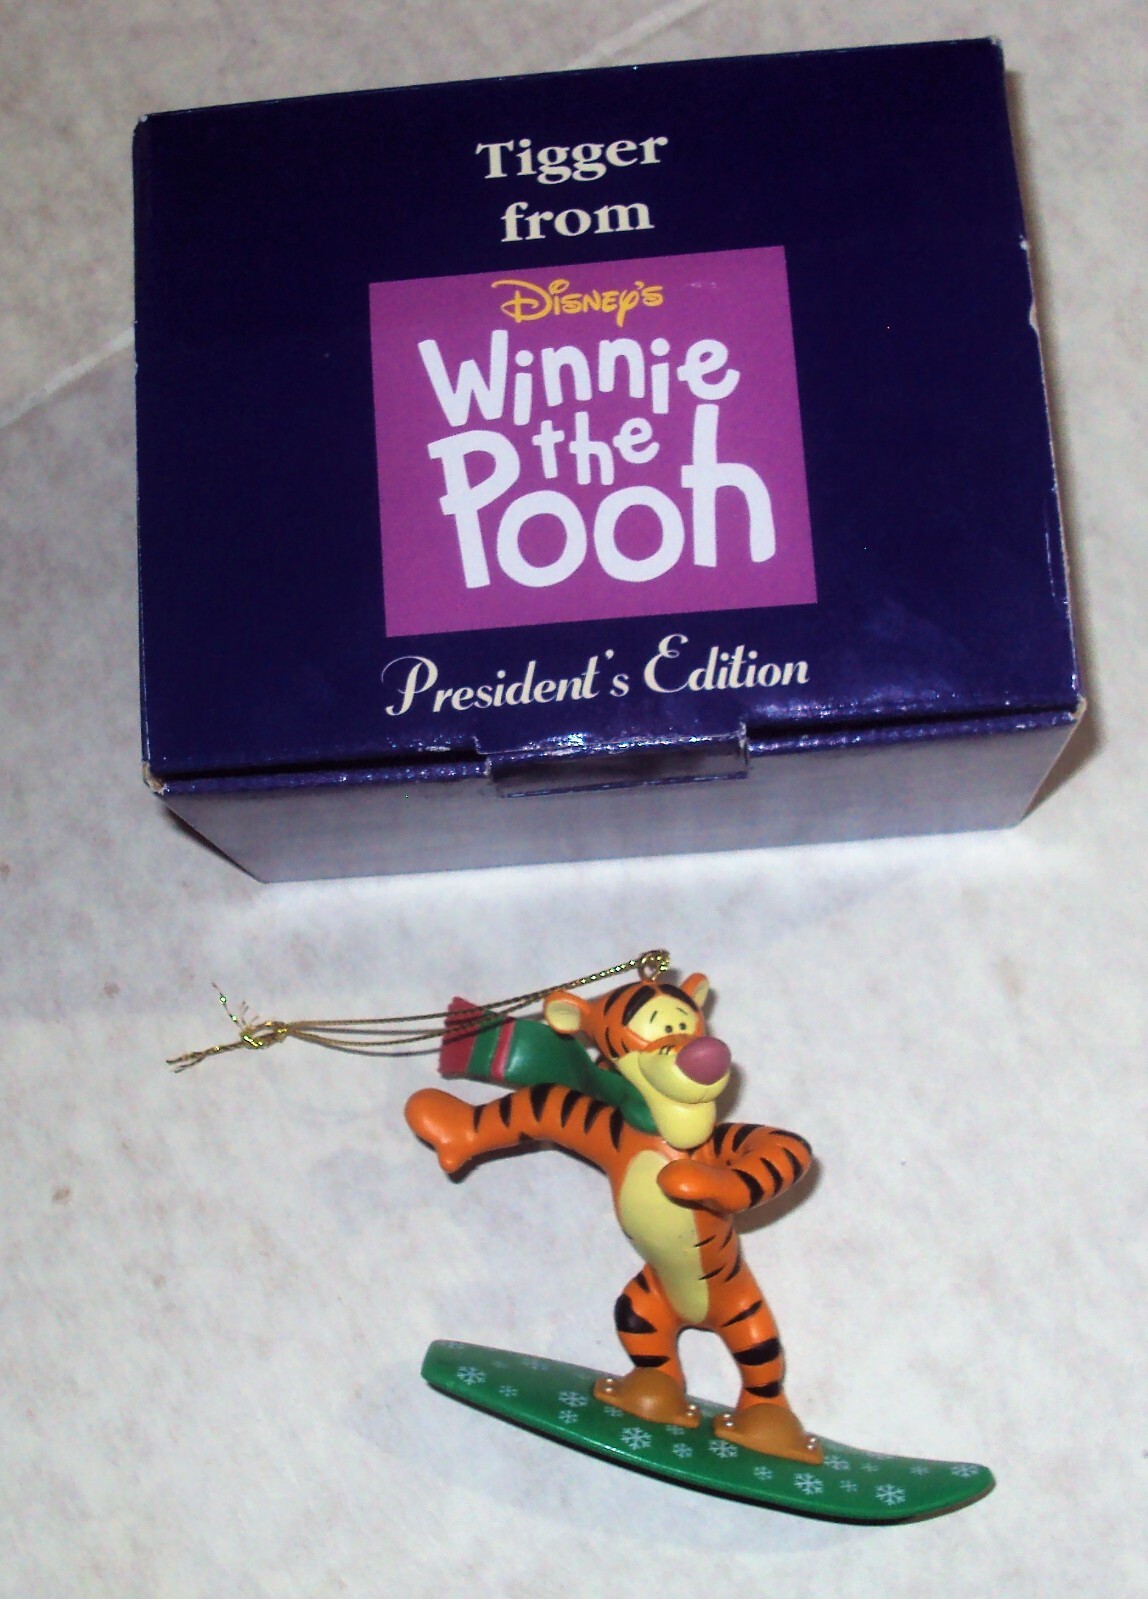 Tigger
from
Disney's
Winnie
the
Pooh
President's Edition